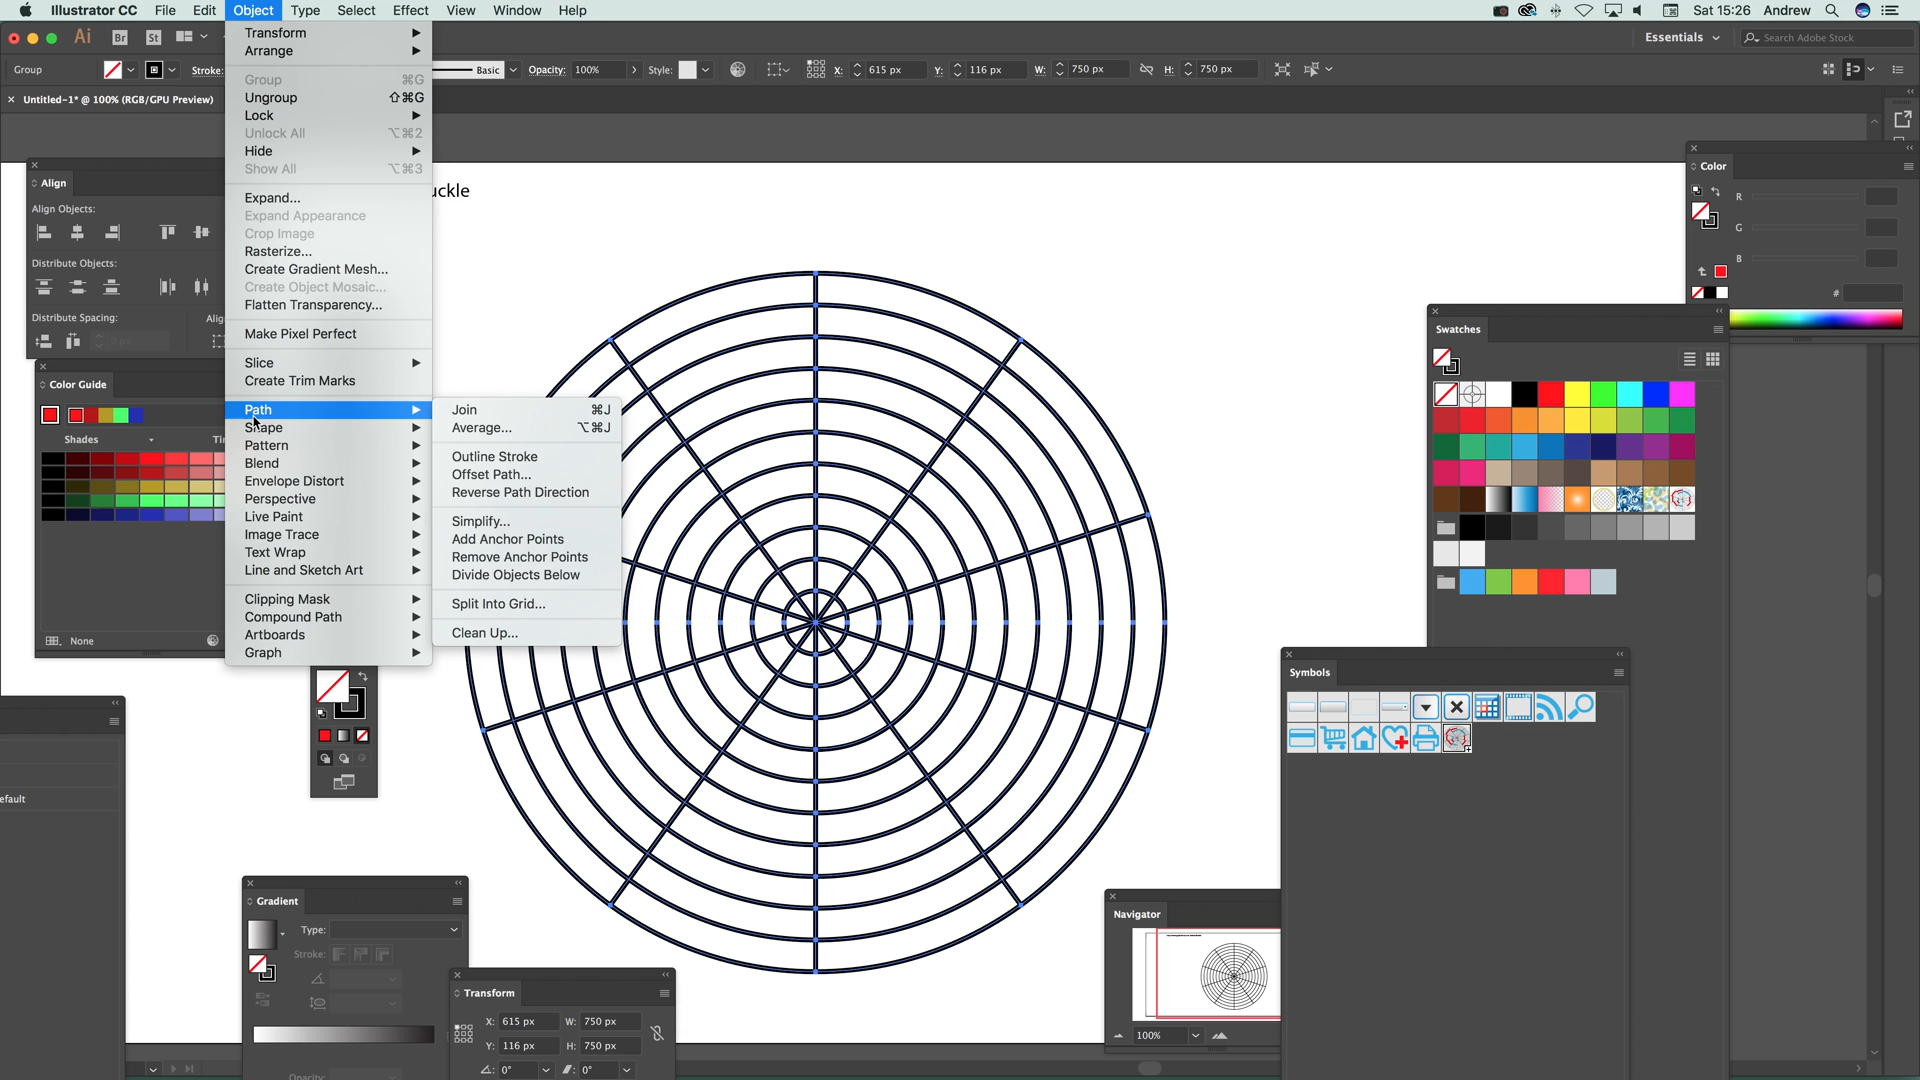 Illustrator CC File Edit Object Type Select Effect View Window Help
Sat 15:26 Andrew
Ai Br St
Essentials
Search Adobe Stock
Group
Stroke:
Basic
Opacity: 100%
Style:
X: 615 px Y: 116 px W: 750 px H: 750 px
Untitled-1* @ 100% (RGB/GPU Preview)
Transform
Arrange
Group ⌘G
Ungroup ⇧⌘G
Lock
Unlock All ⌥⌘2
Hide
Show All ⌥⌘3
Expand...
Expand Appearance
Crop Image
Rasterize...
Create Gradient Mesh...
Create Object Mosaic...
Flatten Transparency...
Make Pixel Perfect
Slice
Create Trim Marks
Path
Shape
Pattern
Blend
Envelope Distort
Perspective
Live Paint
Image Trace
Text Wrap
Line and Sketch Art
Clipping Mask
Compound Path
Artboards
Graph
Join ⌘J
Average... ⌥⌘J
Outline Stroke
Offset Path...
Reverse Path Direction
Simplify...
Add Anchor Points
Remove Anchor Points
Divide Objects Below
Split Into Grid...
Clean Up...
uckle
Align
Align Objects:
Distribute Objects:
Distribute Spacing:
Alig
0 px
Color Guide
Shades
Tin
None
efault
Color
R
G
B
#
Swatches
Symbols
Gradient
Type:
Stroke:
Opacity:
Transform
X: 615 px W: 750 px
Y: 116 px H: 750 px
0° 0°
Navigator
100%